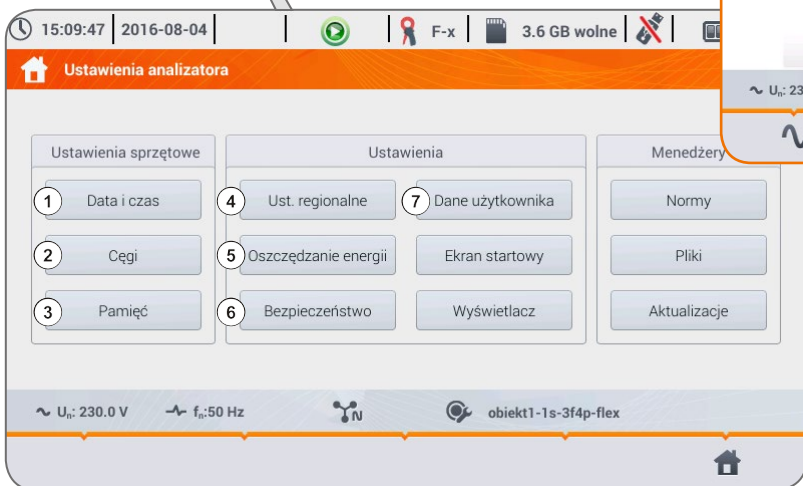 15:09:47 2016-08-04 F-x 3.6 GB wolne
Ustawienia analizatora
~ Uₙ: 23
Ustawienia sprzętowe Ustawienia Menedżery
1 Data i czas 4 Ust. regionalne 7 Dane użytkownika Normy
2 Cęgi 5 Oszczędzanie energii Ekran startowy Pliki
3 Pamięć 6 Bezpieczeństwo Wyświetlacz Aktualizacje
~ Uₙ: 230.0 V fₙ:50 Hz N obiekt1-1s-3f4p-flex